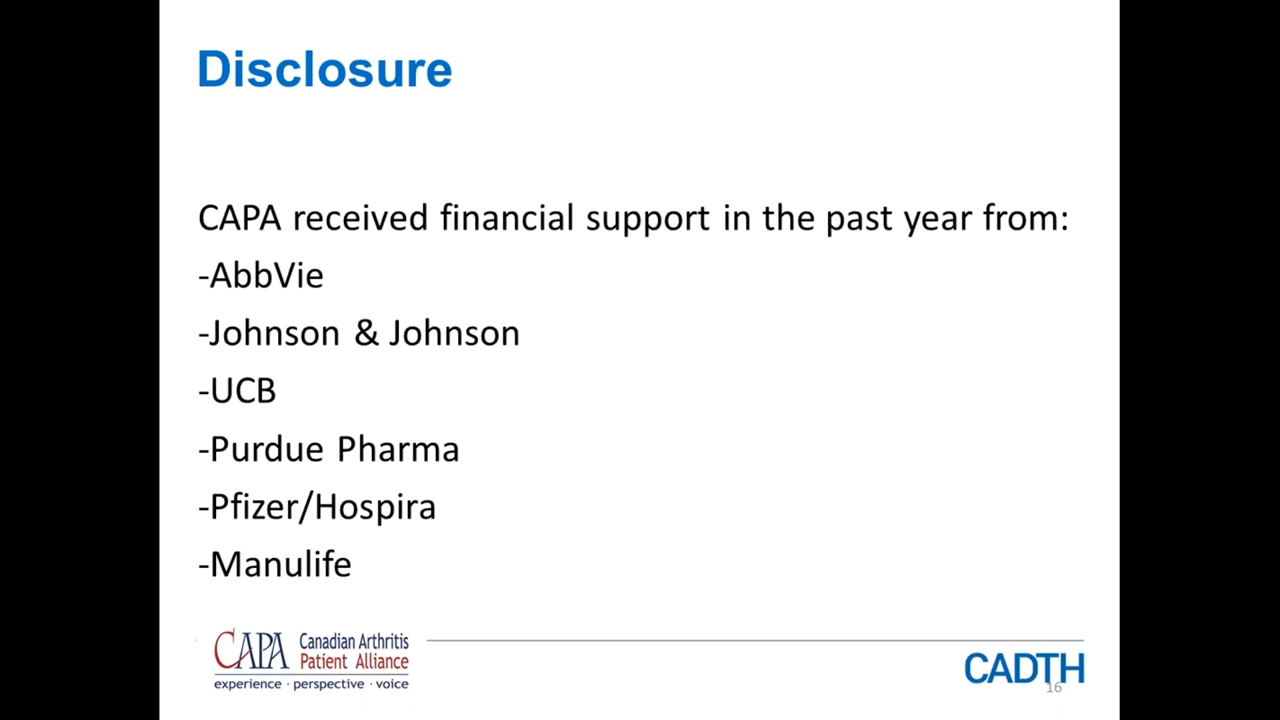 Disclosure
CAPA received financial support in the past year from:
-AbbVie
-Johnson & Johnson
-UCB
-Purdue Pharma
-Pfizer/Hospira
-Manulife
CAPA Canadian Arthritis
Patient Alliance
experience · perspective · voice
CADTH
16